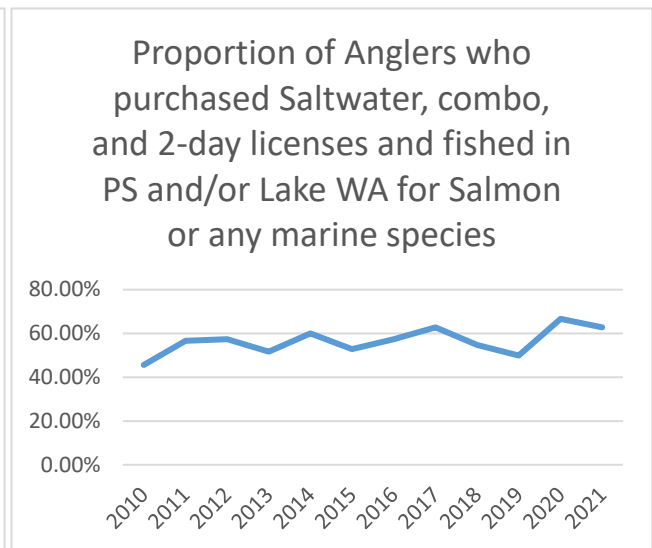 Proportion of Anglers who
purchased Saltwater, combo,
and 2-day licenses and fished in
PS and/or Lake WA for Salmon
or any marine species
80.00%
60.00%
40.00%
20.00%
0.00%
2010 2011 2012 2013 2014 2015 2016 2017 2018 2019 2020 2021